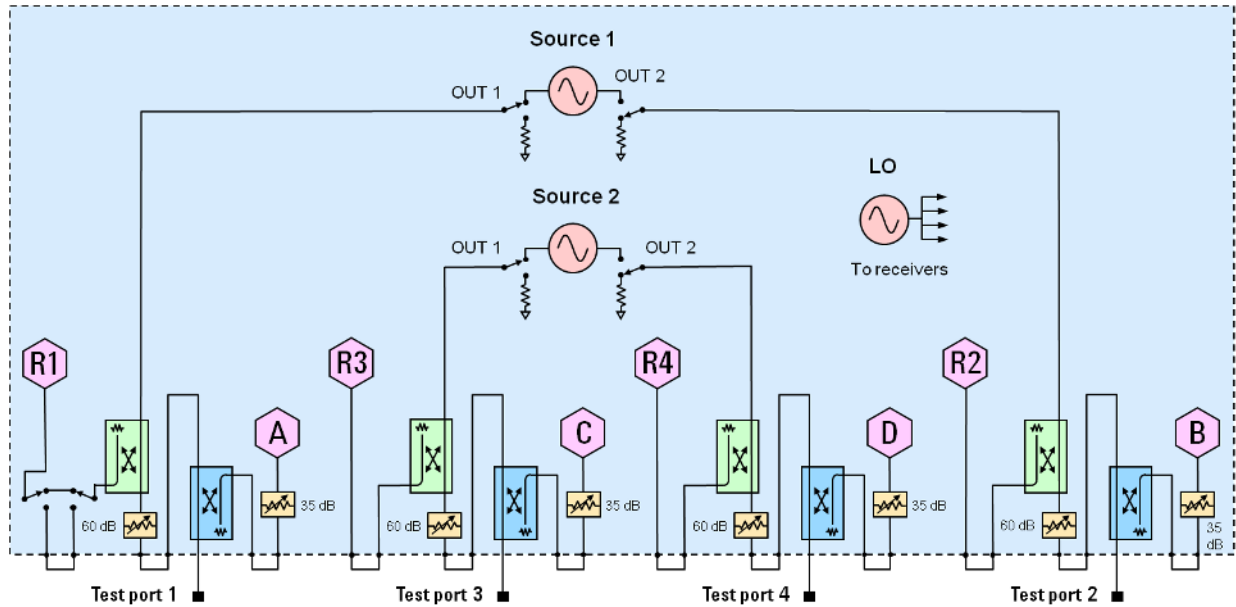 Source 1
OUT 1
OUT 2
LO
To receivers
Source 2
OUT 1
OUT 2
R1
R3
R4
R2
A
C
D
B
60 dB
35 dB
60 dB
35 dB
60 dB
35 dB
60 dB
35
dB
Test port 1
Test port 3
Test port 4
Test port 2